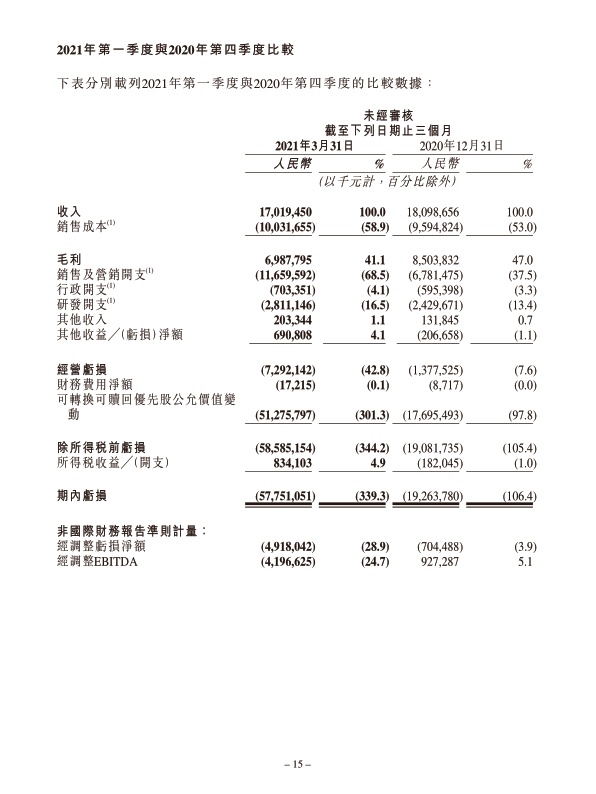 2021年第一季度與2020年第四季度比較
下表分別載列2021年第一季度與2020年第四季度的比較數據：
未經審核
截至下列日期止三個月
2021年3月31日 2020年12月31日
人民幣 % 人民幣 %
(以千元計，百分比除外)
收入 17,019,450 100.0 18,098,656 100.0
銷售成本(1) (10,031,655) (58.9) (9,594,824) (53.0)
毛利 6,987,795 41.1 8,503,832 47.0
銷售及營銷開支(1) (11,659,592) (68.5) (6,781,475) (37.5)
行政開支(1) (703,351) (4.1) (595,398) (3.3)
研發開支(1) (2,811,146) (16.5) (2,429,671) (13.4)
其他收入 203,344 1.1 131,845 0.7
其他收益／(虧損)淨額 690,808 4.1 (206,658) (1.1)
經營虧損 (7,292,142) (42.8) (1,377,525) (7.6)
財務費用淨額 (17,215) (0.1) (8,717) (0.0)
可轉換可贖回優先股公允價值變
動 (51,275,797) (301.3) (17,695,493) (97.8)
除所得稅前虧損 (58,585,154) (344.2) (19,081,735) (105.4)
所得稅收益／(開支) 834,103 4.9 (182,045) (1.0)
期內虧損 (57,751,051) (339.3) (19,263,780) (106.4)
非國際財務報告準則計量：
經調整虧損淨額 (4,918,042) (28.9) (704,488) (3.9)
經調整EBITDA (4,196,625) (24.7) 927,287 5.1
– 15 –